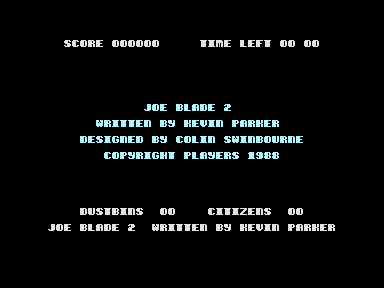 SCORE 000000 TIME LEFT 00 00
JOE BLADE 2
WRITTEN BY KEVIN PARKER
DESIGNED BY COLIN SWINBOURNE
COPYRIGHT PLAYERS 1988
DUSTBINS 00 CITIZENS 00
JOE BLADE 2 WRITTEN BY KEVIN PARKER